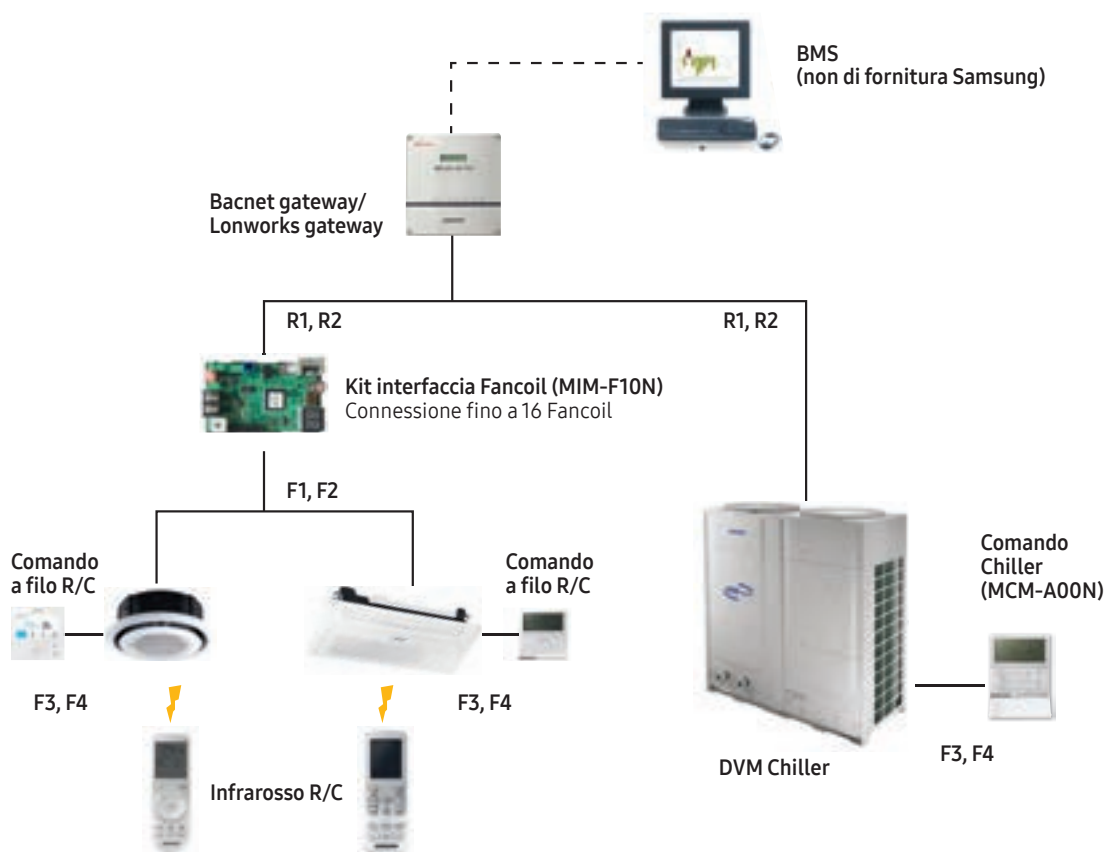 BMS
(non di fornitura Samsung)
Bacnet gateway/
Lonworks gateway
R1, R2
R1, R2
Kit interfaccia Fancoil (MIM-F10N)
Connessione fino a 16 Fancoil
F1, F2
Comando
a filo R/C
Comando
a filo R/C
Comando
Chiller
(MCM-A00N)
F3, F4
F3, F4
F3, F4
DVM Chiller
Infrarosso R/C